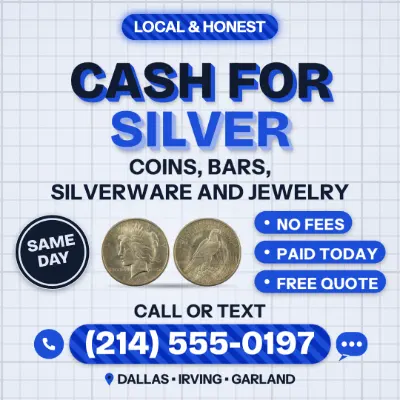 LOCAL & HONEST
CASH FOR
SILVER
COINS, BARS,
SILVERWARE AND JEWELRY
SAME
DAY
• NO FEES
• PAID TODAY
• FREE QUOTE
CALL OR TEXT
(214) 555-0197
DALLAS • IRVING • GARLAND